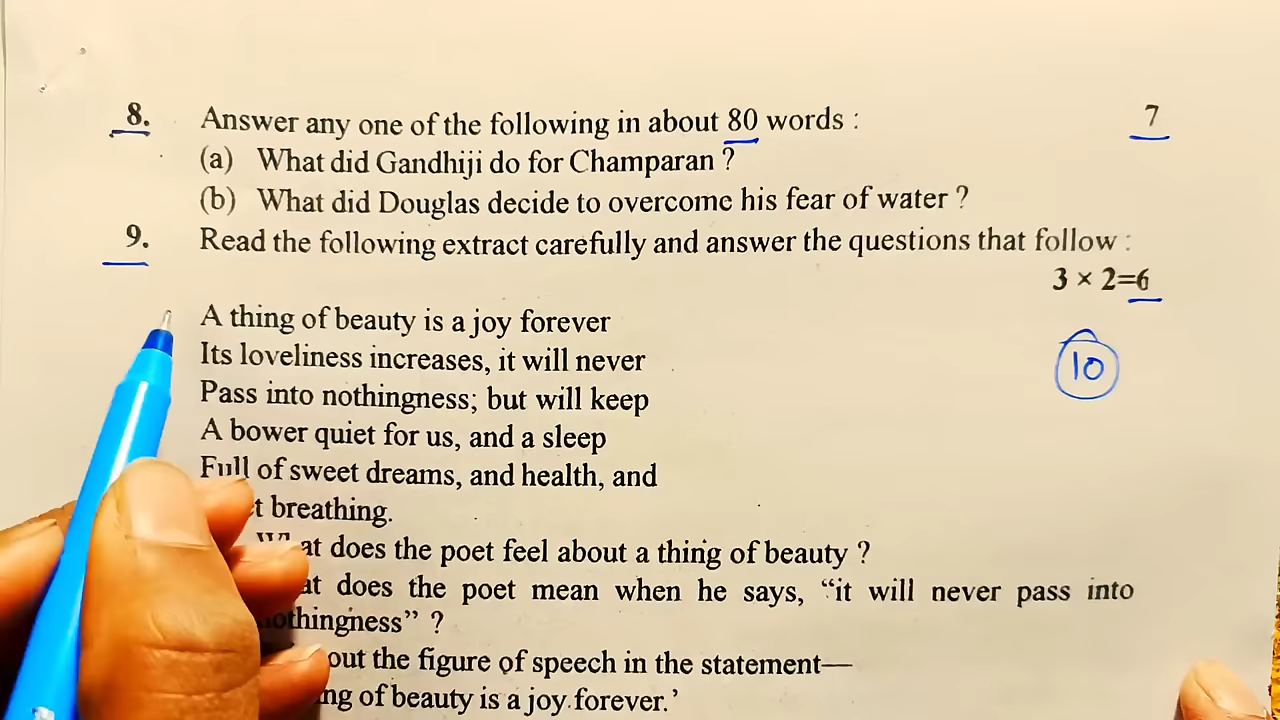 8. Answer any one of the following in about 80 words : 7
(a) What did Gandhiji do for Champaran ?
(b) What did Douglas decide to overcome his fear of water ?
9. Read the following extract carefully and answer the questions that follow :
3 × 2=6
A thing of beauty is a joy forever
10
Its loveliness increases, it will never
Pass into nothingness; but will keep
A bower quiet for us, and a sleep
Full of sweet dreams, and health, and
breathing.
What does the poet feel about a thing of beauty ?
does the poet mean when he says, “it will never pass into
nothingness” ?
out the figure of speech in the statement—
of beauty is a joy forever.’